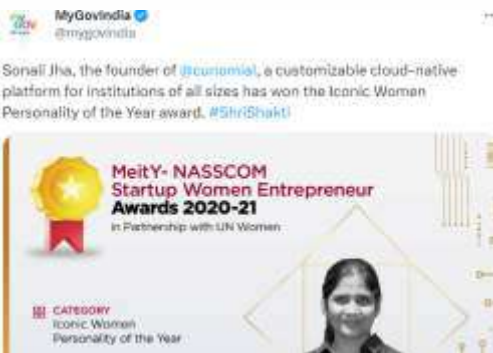 MyGovIndia
@mygovindia
Sonali Jha, the founder of @eunomial, a customizable cloud-native
platform for institutions of all sizes has won the Iconic Women
Personality of the Year award. #ShriShakti
MeitY- NASSCOM
Startup Women Entrepreneur
Awards 2020-21
in Partnership with UN Women
CATEGORY
Iconic Women
Personality of the Year